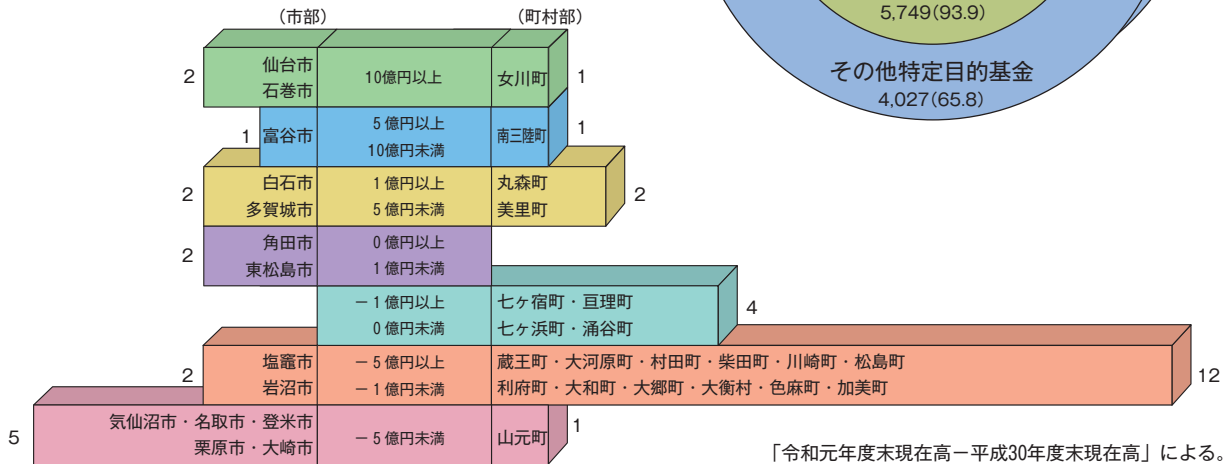 5,749(93.9)
その他特定目的基金
4,027(65.8)
（市部）
（町村部）
2
仙台市
石巻市
10億円以上
女川町
1
1
富谷市
5億円以上
10億円未満
南三陸町
1
2
白石市
多賀城市
1億円以上
5億円未満
丸森町
美里町
2
2
角田市
東松島市
0億円以上
1億円未満
－1億円以上
0億円未満
七ヶ宿町・亘理町
七ヶ浜町・涌谷町
4
2
塩竈市
岩沼市
－5億円以上
－1億円未満
蔵王町・大河原町・村田町・柴田町・川崎町・松島町
利府町・大和町・大郷町・大衡村・色麻町・加美町
12
5
気仙沼市・名取市・登米市
栗原市・大崎市
－5億円未満
山元町
1
「令和元年度末現在高－平成30年度末現在高」による。